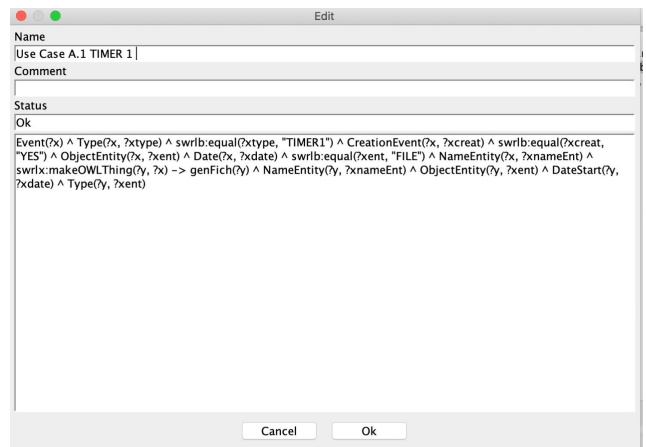 Edit
Name
Use Case A.1 TIMER 1
Comment
Status
Ok
Event(?x) ^ Type(?x, ?xtype) ^ swrlb:equal(?xtype, "TIMER1") ^ CreationEvent(?x, ?xcreat) ^ swrlb:equal(?xcreat,
"YES") ^ ObjectEntity(?x, ?xent) ^ Date(?x, ?xdate) ^ swrlb:equal(?xent, "FILE") ^ NameEntity(?x, ?xnameEnt) ^
swrlx:makeOWLThing(?y, ?x) -> genFich(?y) ^ NameEntity(?y, ?xnameEnt) ^ ObjectEntity(?y, ?xent) ^ DateStart(?y,
?xdate) ^ Type(?y, ?xent)
Cancel Ok